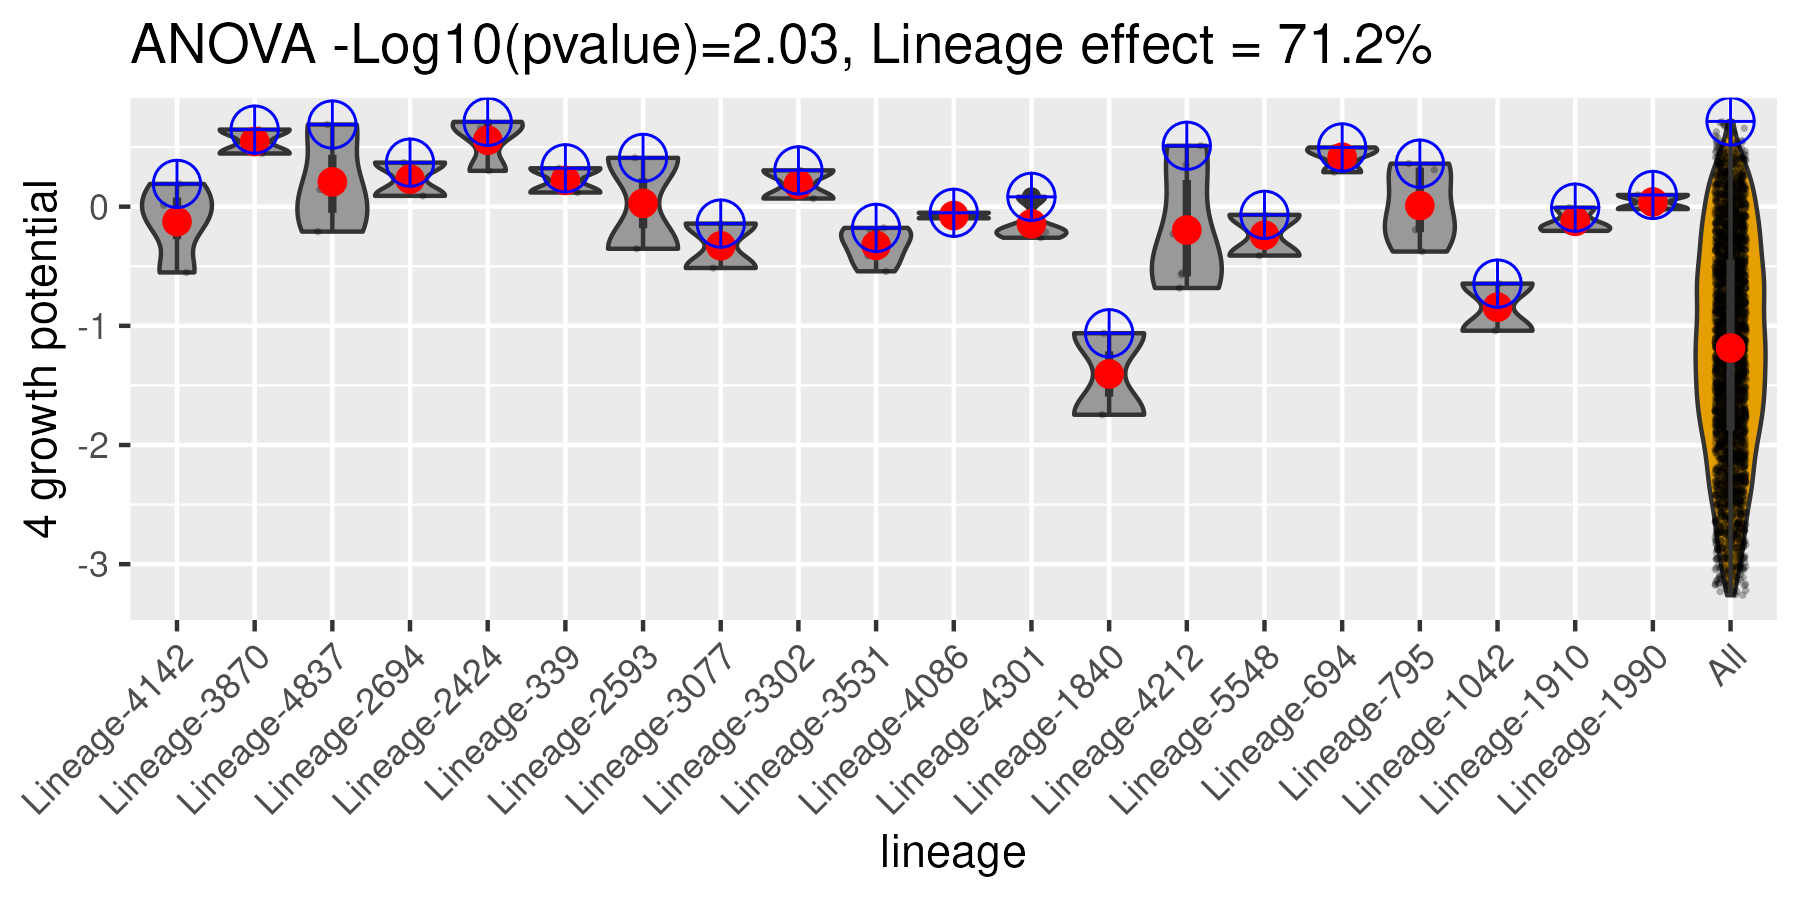 ANOVA -Log10(pvalue)=2.03, Lineage effect = 71.2%
4 growth potential
0
-1
-2
-3
Lineage-4142
Lineage-3870
Lineage-4837
Lineage-2694
Lineage-2424
Lineage-339
Lineage-2593
Lineage-3077
Lineage-3302
Lineage-3531
Lineage-4086
Lineage-4301
Lineage-1840
Lineage-4212
Lineage-5548
Lineage-694
Lineage-795
Lineage-1042
Lineage-1910
Lineage-1990
All
lineage